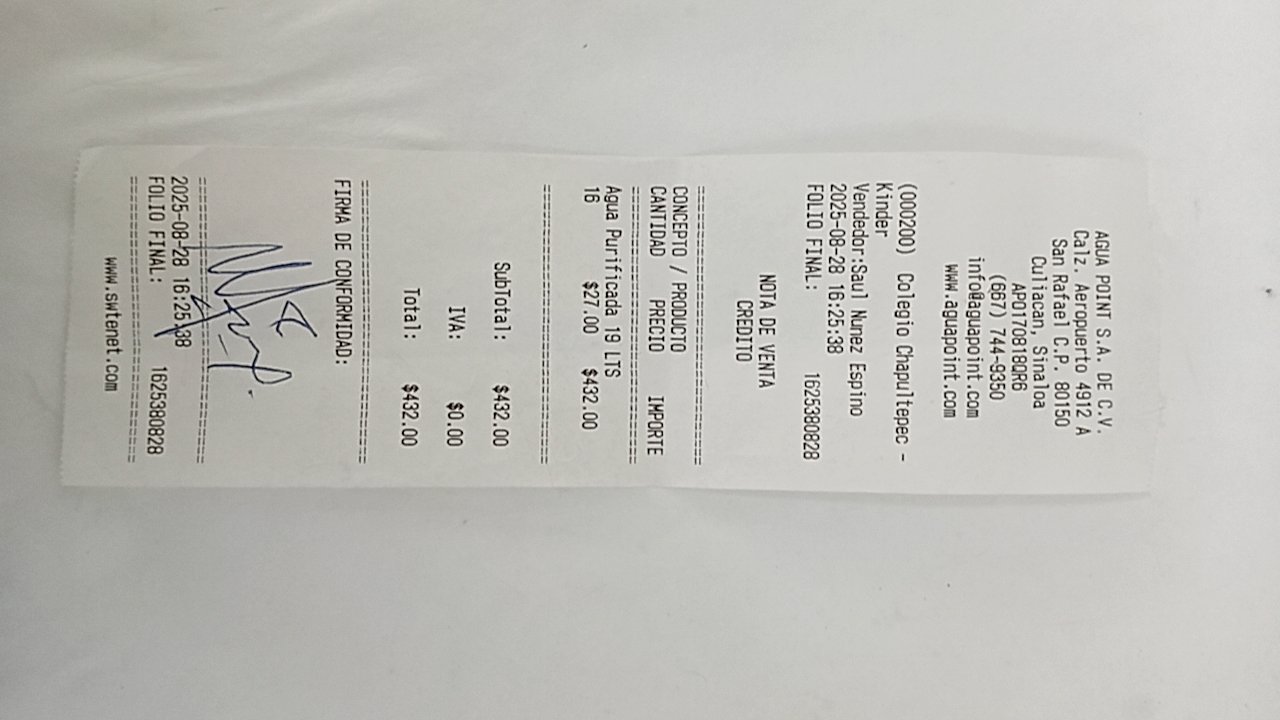 AGUA POINT S.A. DE C.V.
Calz. Aeropuerto 4912 A
San Rafael C.P. 80150
Culiacan, Sinaloa
APO170818QR6
(667) 744-9350
info@aguapoint.com
www.aguapoint.com
(000200) Colegio Chapultepec -
Kinder
Vendedor:Saul Nunez Espino
2025-08-28 16:25:38
FOLIO FINAL: 1625380828
NOTA DE VENTA
CREDITO
==============================
CONCEPTO / PRODUCTO
CANTIDAD PRECIO IMPORTE
==============================
Agua Purificada 19 LTS
16 $27.00 $432.00
==============================
SubTotal: $432.00
IVA: $0.00
Total: $432.00
==============================
FIRMA DE CONFORMIDAD:
==============================
2025-08-28 16:25:38
FOLIO FINAL: 1625380828
==============================
www.swtenet.com